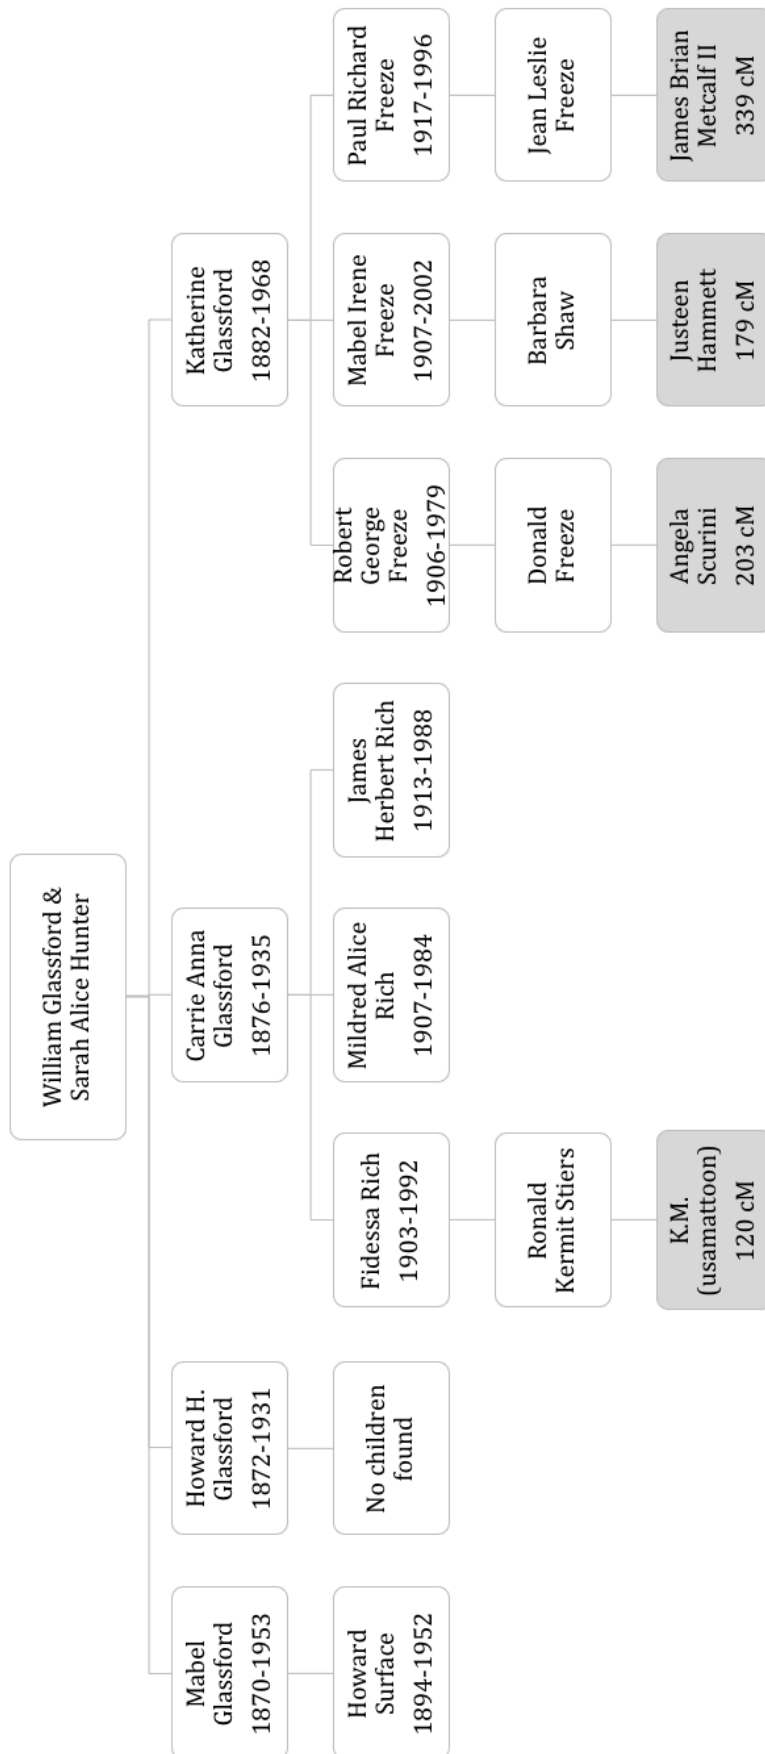 William Glassford &
Sarah Alice Hunter
Mabel
Glassford
1870-1953
Howard H.
Glassford
1872-1931
Carrie Anna
Glassford
1876-1935
Katherine
Glassford
1882-1968
Howard
Surface
1894-1952
No children
found
Fidessa Rich
1903-1992
Mildred Alice
Rich
1907-1984
James
Herbert Rich
1913-1988
Robert
George
Freeze
1906-1979
Mabel Irene
Freeze
1907-2002
Paul Richard
Freeze
1917-1996
Ronald
Kermit Stiers
Donald
Freeze
Barbara
Shaw
Jean Leslie
Freeze
K.M.
(usamattoon)
120 cM
Angela
Scurini
203 cM
Justeen
Hammett
179 cM
James Brian
Metcalf II
339 cM